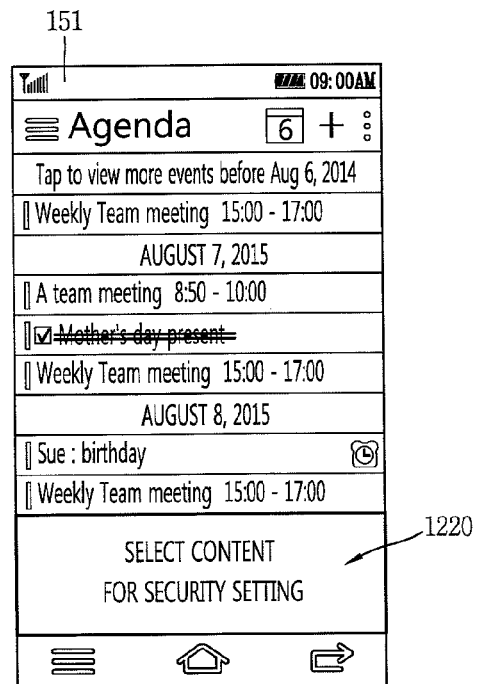 151
09:00AM
Agenda 6
Tap to view more events before Aug 6, 2014
Weekly Team meeting 15:00 - 17:00
AUGUST 7, 2015
A team meeting 8:50 - 10:00
Mother's day present
Weekly Team meeting 15:00 - 17:00
AUGUST 8, 2015
Sue : birthday
Weekly Team meeting 15:00 - 17:00
SELECT CONTENT
FOR SECURITY SETTING
1220